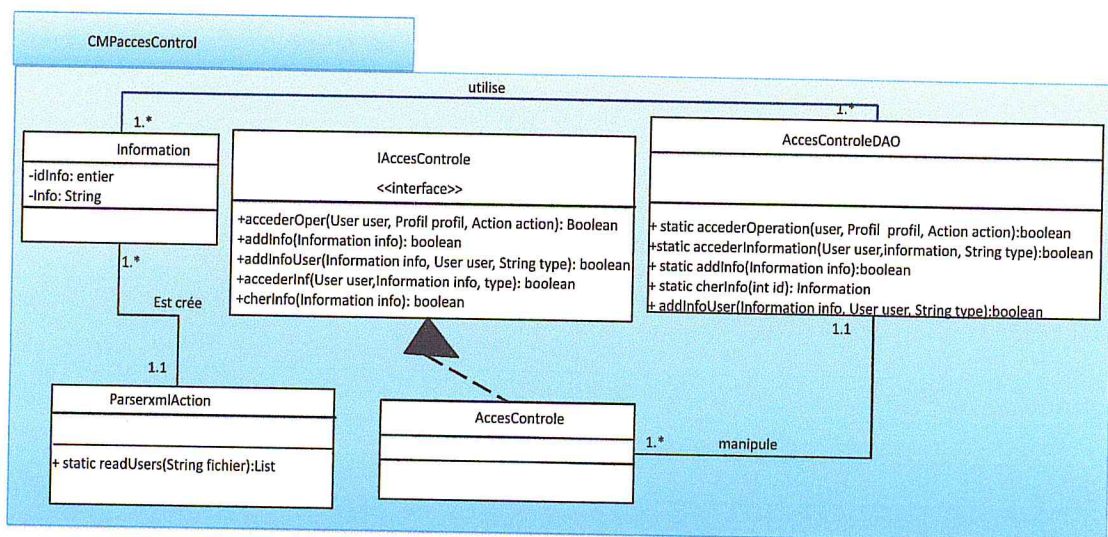 CMPaccesControl
utilise
1.*
1.*
Information
-idInfo: entier
-Info: String
IAccesControle
<<interface>>
+accederOper(User user, Profil profil, Action action): Boolean
+addInfo(Information info): boolean
+addInfoUser(Information info, User user, String type): boolean
+accederInf(User user,Information info, type): boolean
+cherInfo(Information info): boolean
AccesControleDAO
+ static accederOperation(user, Profil profil, Action action):boolean
+static accederInformation(User user,information, String type):boolean
+ static addInfo(Information info):boolean
+ static cherInfo(int id): Information
+ addInfoUser(Information info, User user, String type):boolean
1.*
Est crée
1.1
1.1
ParserxmlAction
+ static readUsers(String fichier):List
AccesControle
1.*
manipule